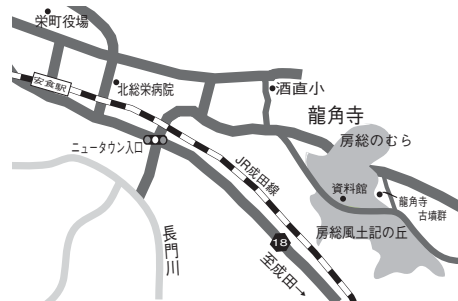 栄町役場
安食駅
北総栄病院
酒直小
龍角寺
房総のむら
ニュータウン入口
JR成田線
資料館
龍角寺
古墳群
長門川
18
房総風土記の丘
至成田→